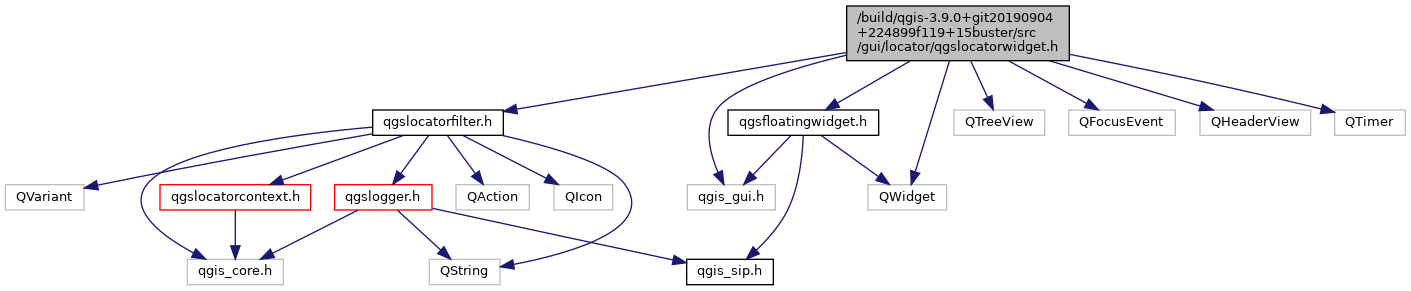 /build/qgis-3.9.0+git20190904
+224899f119+15buster/src
/gui/locator/qgslocatorwidget.h
qgslocatorfilter.h
qgsfloatingwidget.h
QTreeView
QFocusEvent
QHeaderView
QTimer
QVariant
qgslocatorcontext.h
qgslogger.h
QAction
QIcon
qgis_gui.h
QWidget
qgis_core.h
QString
qgis_sip.h